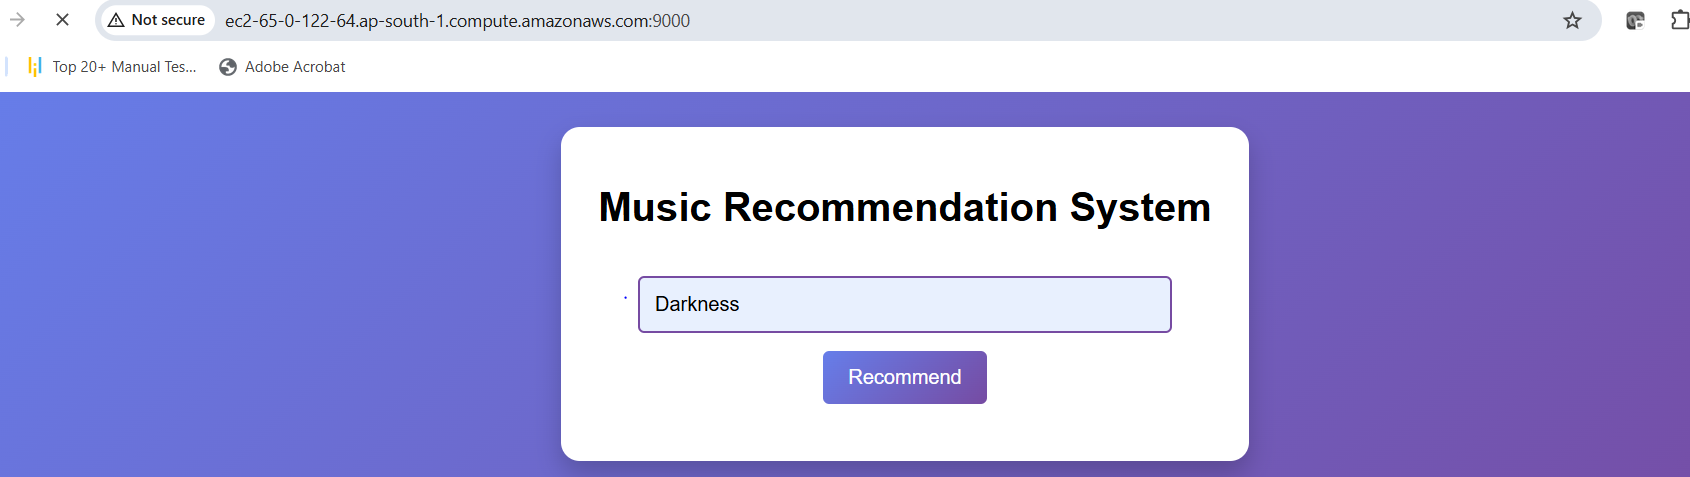 Not secure ec2-65-0-122-64.ap-south-1.compute.amazonaws.com:9000
Top 20+ Manual Tes... Adobe Acrobat
Music Recommendation System
Darkness
Recommend